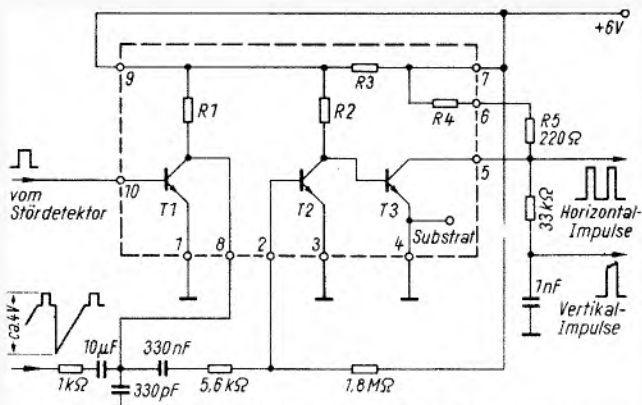 +6V
9
R3
7
R1
R2
R4
6
R5
220Ω
5
vom
Stördetektor
10
T1
T2
T3
Substrat
33kΩ
Horizontal-
Impulse
1
8
2
3
4
ca.4V
10μF
330nF
1nF
Vertikal-
Impulse
1kΩ
330pF
5,6kΩ
1,8MΩ